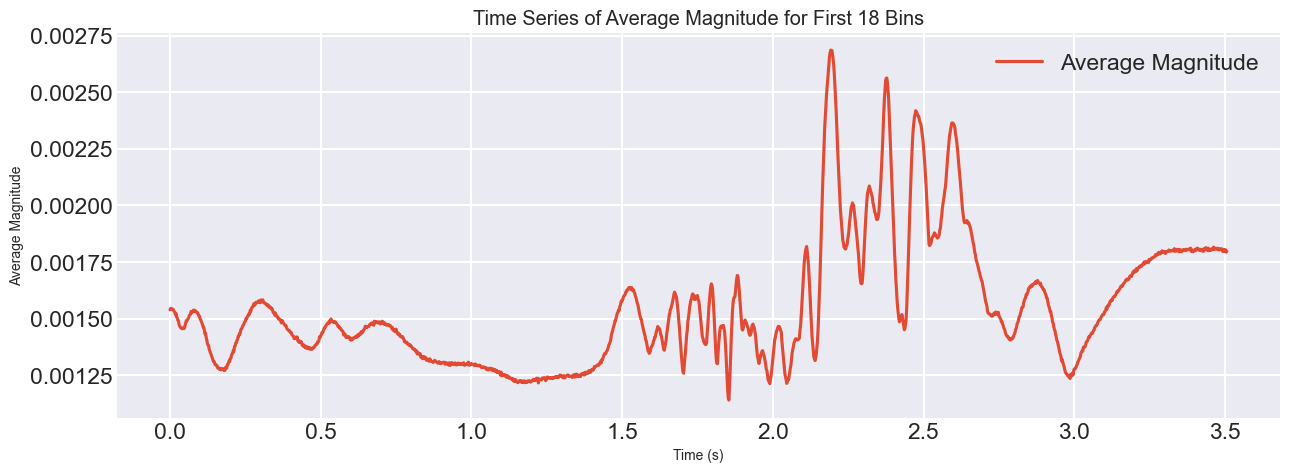 Time Series of Average Magnitude for First 18 Bins
Average Magnitude
0.00275
0.00250
0.00225
0.00200
0.00175
0.00150
0.00125
Average Magnitude
0.0 0.5 1.0 1.5 2.0 2.5 3.0 3.5
Time (s)